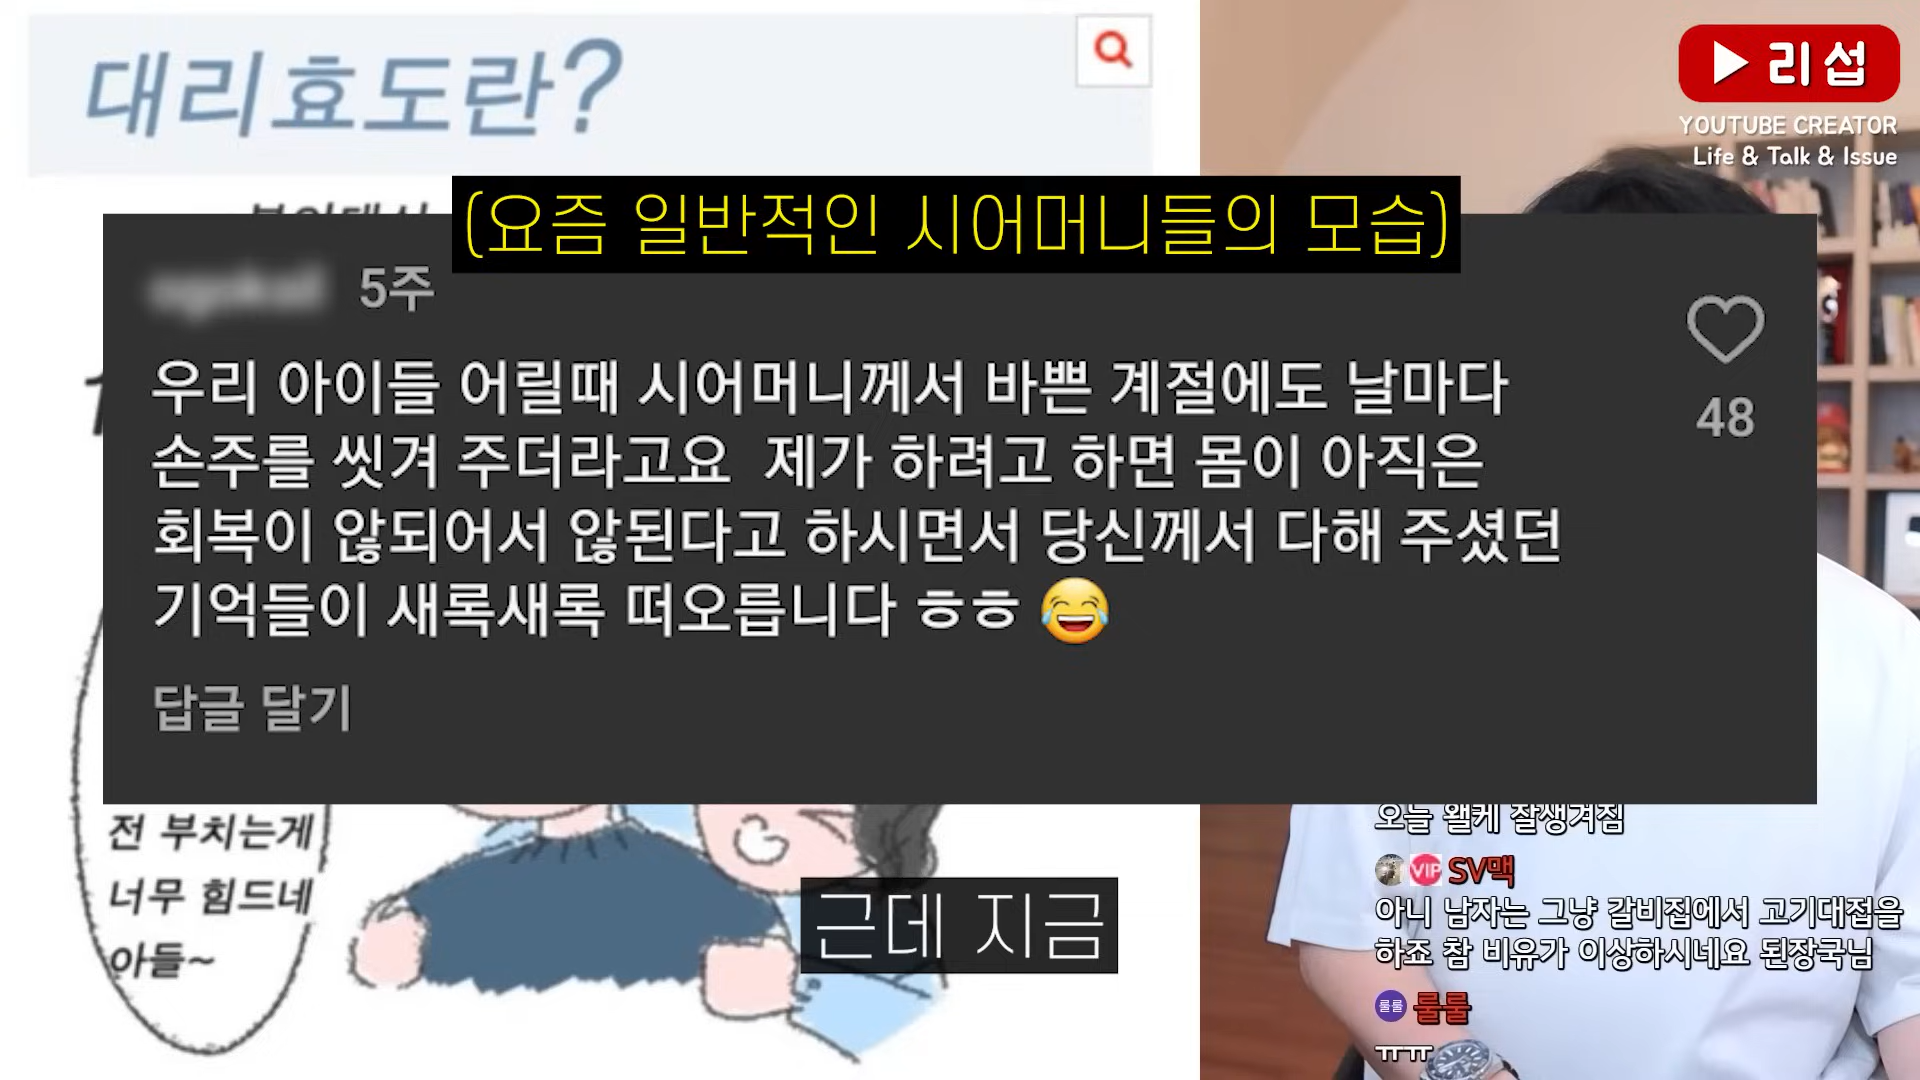 대리효도란?
리섭
YOUTUBE CREATOR
Life & Talk & Issue
(요즘 일반적인 시어머니들의 모습)
5주
우리 아이들 어릴때 시어머니께서 바쁜 계절에도 날마다
손주를 씻겨 주더라고요 제가 하려고 하면 몸이 아직은
회복이 않되어서 않된다고 하시면서 당신께서 다해 주셨던
기억들이 새록새록 떠오릅니다 ㅎㅎ 😂
48
답글 달기
전 부치는게
너무 힘드네
아들~
근데 지금
오늘 왤케 잘생겨짐
VIP SV맥
아니 남자는 그냥 갈비집에서 고기대접을
하죠 참 비유가 이상하시네요 된장국님
룰룰 룰룰
ㅠㅠ